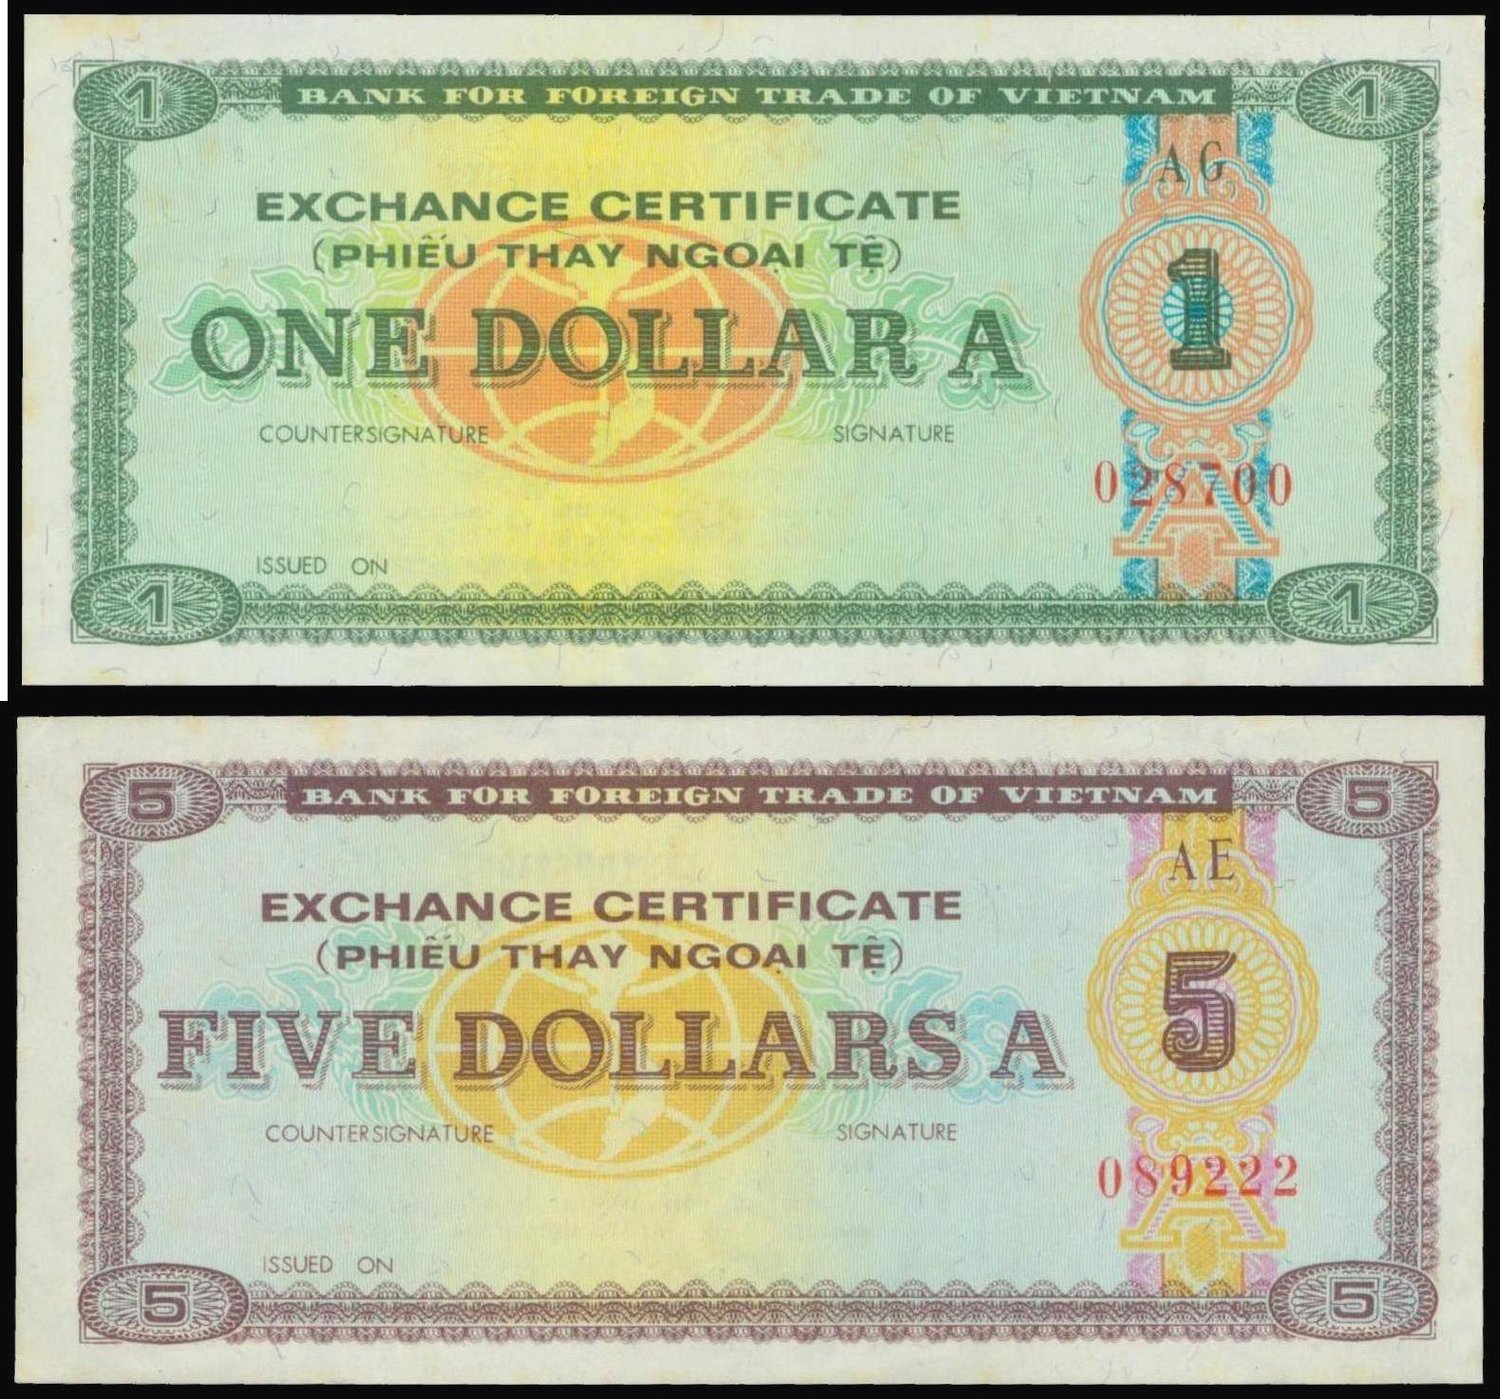 1 BANK FOR FOREIGN TRADE OF VIETNAM 1
AG
EXCHANGE CERTIFICATE
(PHIẾU THAY NGOẠI TỆ)
ONE DOLLAR A
1
COUNTERSIGNATURE SIGNATURE
028700
A
ISSUED ON
1 1
5 BANK FOR FOREIGN TRADE OF VIETNAM 5
AE
EXCHANGE CERTIFICATE
(PHIẾU THAY NGOẠI TỆ)
FIVE DOLLARS A
5
COUNTERSIGNATURE SIGNATURE
089222
A
ISSUED ON
5 5